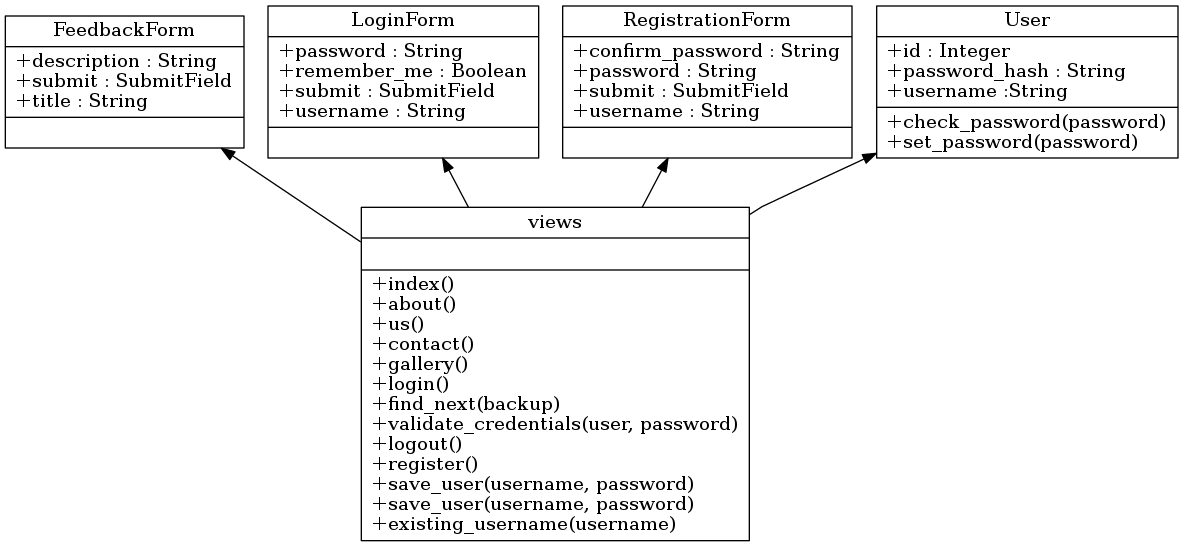 FeedbackForm
+description : String
+submit : SubmitField
+title : String
LoginForm
+password : String
+remember_me : Boolean
+submit : SubmitField
+username : String
RegistrationForm
+confirm_password : String
+password : String
+submit : SubmitField
+username : String
User
+id : Integer
+password_hash : String
+username :String
+check_password(password)
+set_password(password)
views
+index()
+about()
+us()
+contact()
+gallery()
+login()
+find_next(backup)
+validate_credentials(user, password)
+logout()
+register()
+save_user(username, password)
+save_user(username, password)
+existing_username(username)